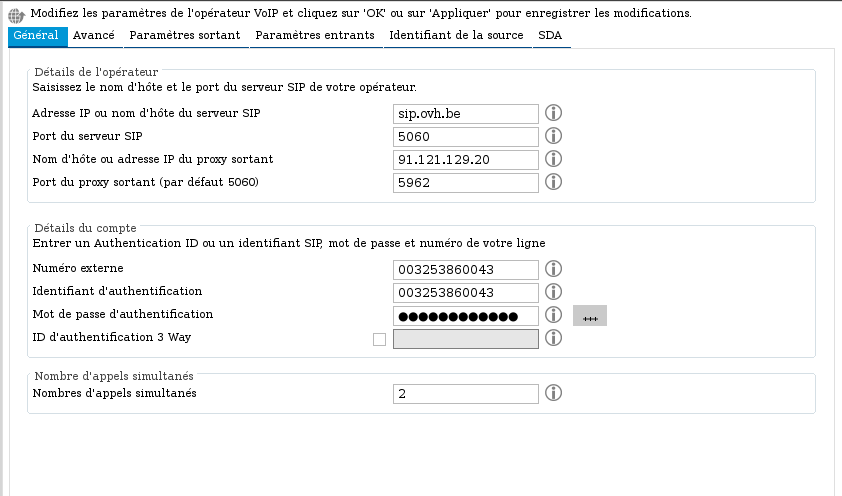 Modifiez les paramètres de l'opérateur VoIP et cliquez sur 'OK' ou sur 'Appliquer' pour enregistrer les modifications.
Général Avancé Paramètres sortant Paramètres entrants Identifiant de la source SDA
Détails de l'opérateur
Saisissez le nom d'hôte et le port du serveur SIP de votre opérateur.
Adresse IP ou nom d'hôte du serveur SIP sip.ovh.be
Port du serveur SIP 5060
Nom d'hôte ou adresse IP du proxy sortant 91.121.129.20
Port du proxy sortant (par défaut 5060) 5962
Détails du compte
Entrer un Authentication ID ou un identifiant SIP, mot de passe et numéro de votre ligne
Numéro externe 003253860043
Identifiant d'authentification 003253860043
Mot de passe d'authentification ●●●●●●●●●●●● ...
ID d'authentification 3 Way
Nombre d'appels simultanés
Nombres d'appels simultanés 2